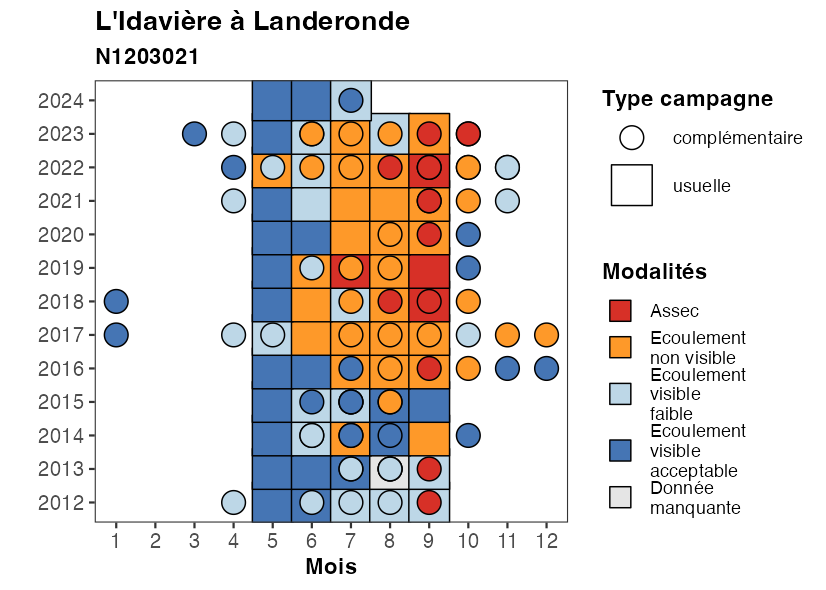 L'Idavière à Landeronde
N1203021
2024
2023
2022
2021
2020
2019
2018
2017
2016
2015
2014
2013
2012
1 2 3 4 5 6 7 8 9 10 11 12
Mois
Type campagne
complémentaire
usuelle
Modalités
Assec
Ecoulement
non visible
Ecoulement
visible
faible
Ecoulement
visible
acceptable
Donnée
manquante